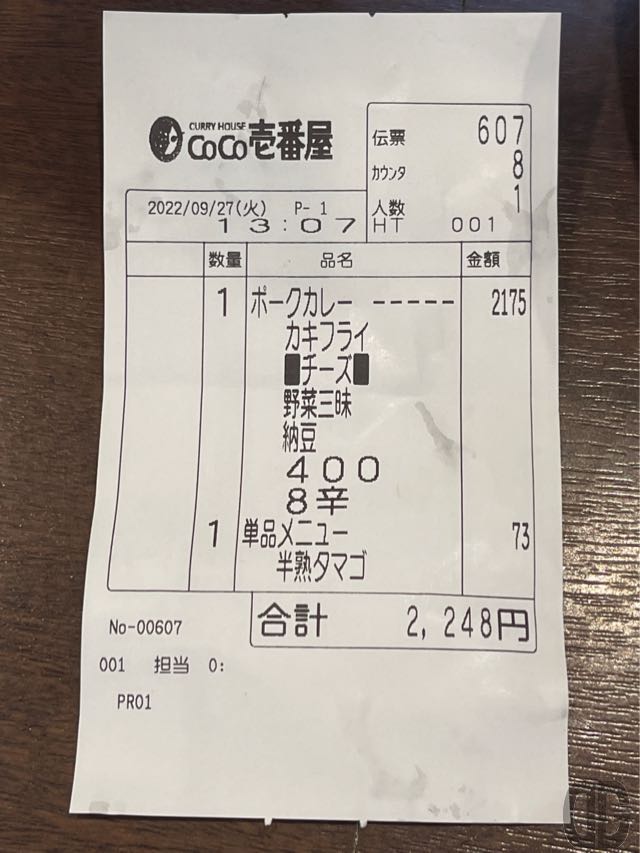 CURRY HOUSE
CoCo壱番屋
伝票 607
カウンタ 8
人数 1
2022/09/27(火) P- 1
13:07
HT 001
数量 品名 金額
1 ポークカレー ----- 2175
カキフライ
■チーズ■
野菜三昧
納豆
400
8辛
1 単品メニュー 73
半熟タマゴ
合計 2,248円
No-00607
001 担当 0:
PR01